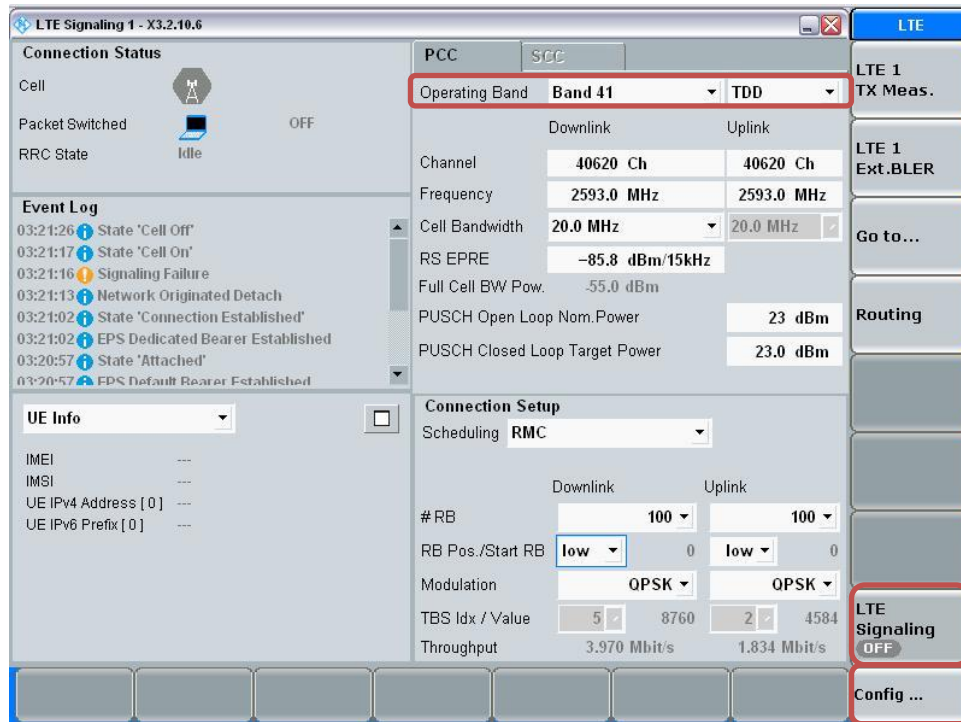 LTE Signaling 1 - X3.2.10.6
Connection Status
Cell
Packet Switched OFF
RRC State Idle
Event Log
03:21:26 State 'Cell Off'
03:21:17 State 'Cell On'
03:21:16 Signaling Failure
03:21:13 Network Originated Detach
03:21:02 State 'Connection Established'
03:21:02 EPS Dedicated Bearer Established
03:20:57 State 'Attached'
03:20:57 EPS Default Bearer Established
UE Info
IMEI ---
IMSI ---
UE IPv4 Address [ 0 ] ---
UE IPv6 Prefix [ 0 ] ---
PCC SCC
Operating Band Band 41 TDD
Downlink Uplink
Channel 40620 Ch 40620 Ch
Frequency 2593.0 MHz 2593.0 MHz
Cell Bandwidth 20.0 MHz 20.0 MHz
RS EPRE −85.8 dBm/15kHz
Full Cell BW Pow. -55.0 dBm
PUSCH Open Loop Nom.Power 23 dBm
PUSCH Closed Loop Target Power 23.0 dBm
Connection Setup
Scheduling RMC
Downlink Uplink
# RB 100 100
RB Pos./Start RB low 0 low 0
Modulation QPSK QPSK
TBS Idx / Value 5 8760 2 4584
Throughput 3.970 Mbit/s 1.834 Mbit/s
LTE
LTE 1
TX Meas.
LTE 1
Ext.BLER
Go to...
Routing
LTE
Signaling
OFF
Config ...